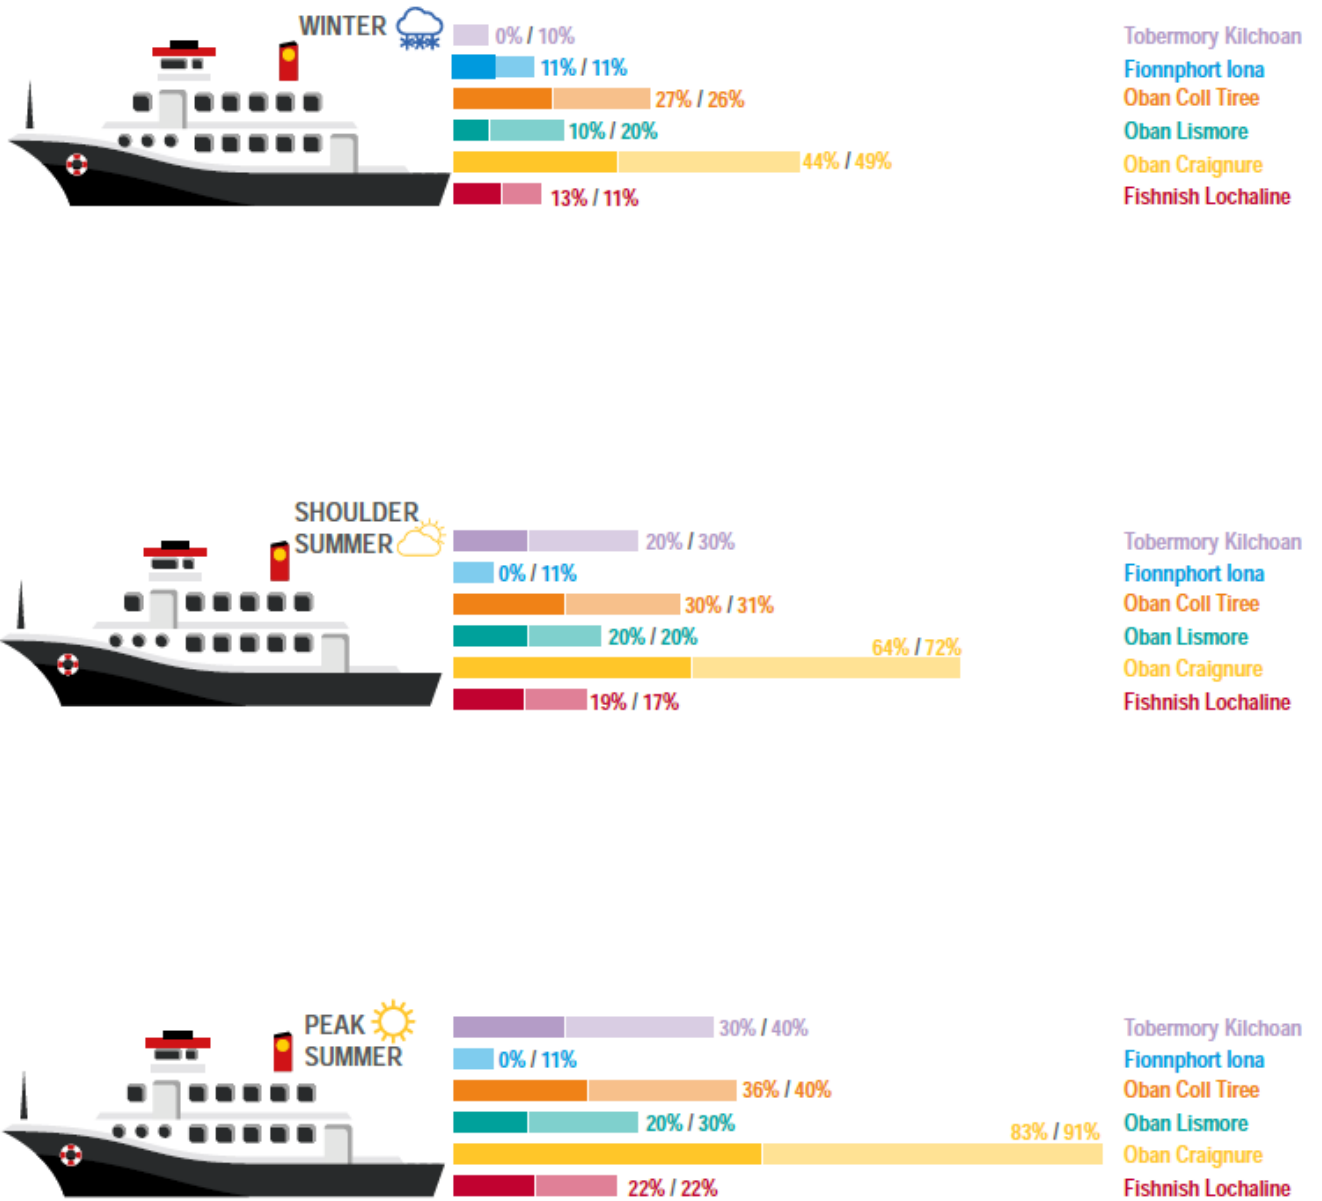 WINTER
0% / 10% Tobermory Kilchoan
11% / 11% Fionnphort Iona
27% / 26% Oban Coll Tiree
10% / 20% Oban Lismore
44% / 49% Oban Craignure
13% / 11% Fishnish Lochaline
SHOULDER
SUMMER
20% / 30% Tobermory Kilchoan
0% / 11% Fionnphort Iona
30% / 31% Oban Coll Tiree
20% / 20% Oban Lismore
64% / 72% Oban Craignure
19% / 17% Fishnish Lochaline
PEAK
SUMMER
30% / 40% Tobermory Kilchoan
0% / 11% Fionnphort Iona
36% / 40% Oban Coll Tiree
20% / 30% Oban Lismore
83% / 91% Oban Craignure
22% / 22% Fishnish Lochaline